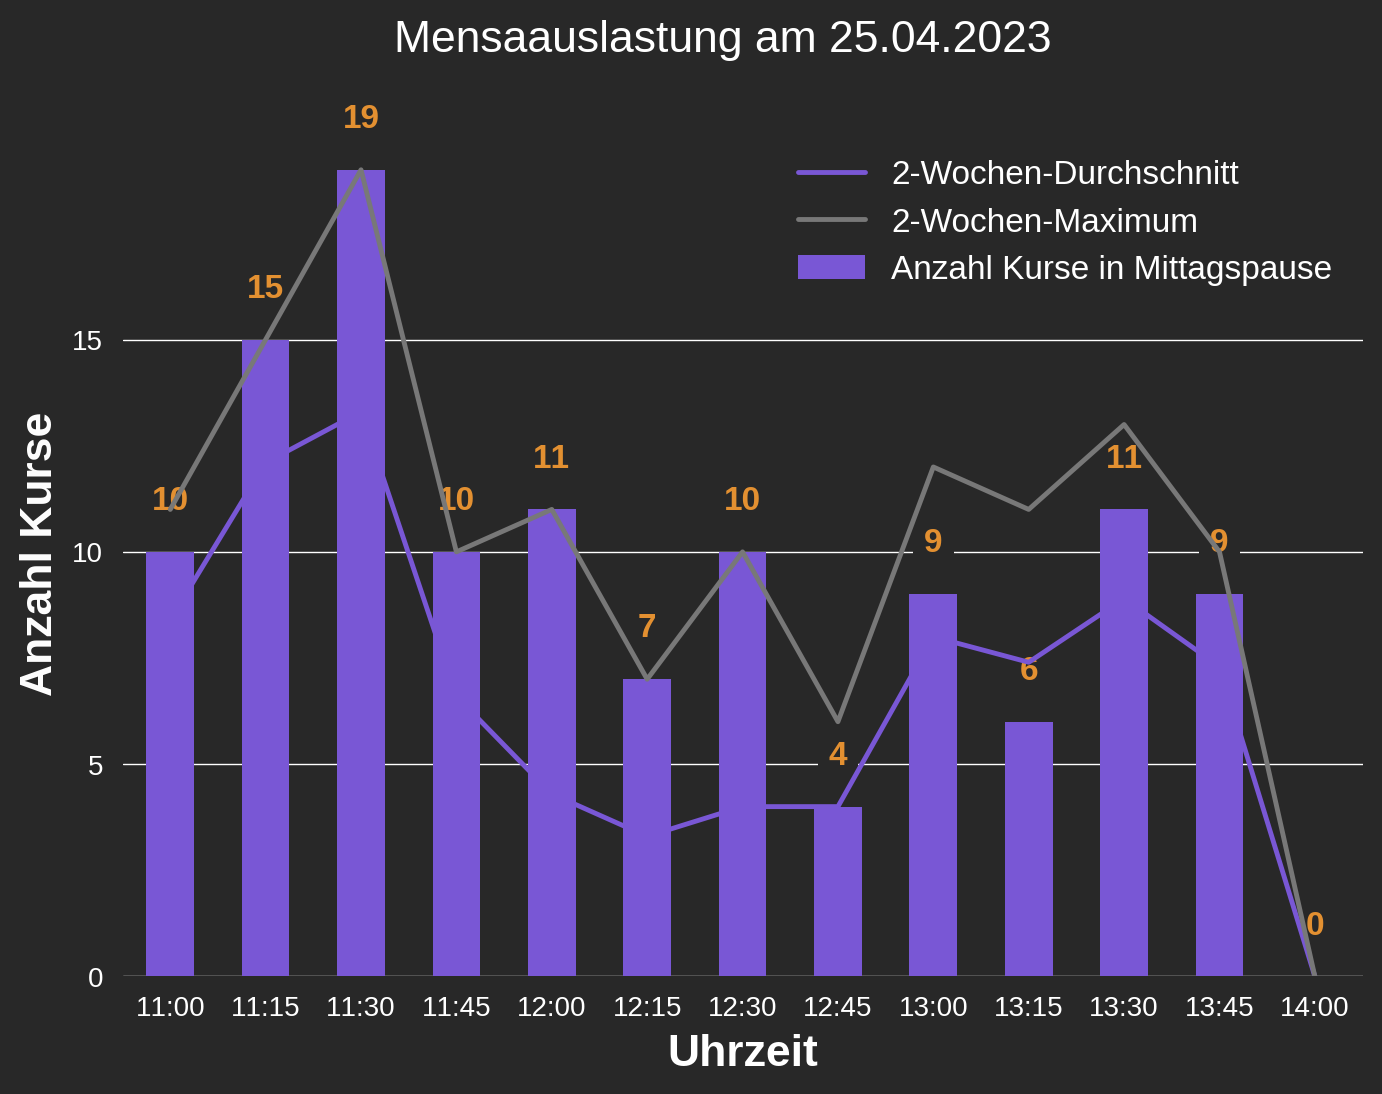 Mensaauslastung am 25.04.2023
19
2-Wochen-Durchschnitt
2-Wochen-Maximum
Anzahl Kurse in Mittagspause
15
15
11
11
10
10
10
10
9
9
7
6
4
5
0
0
Anzahl Kurse
11:00 11:15 11:30 11:45 12:00 12:15 12:30 12:45 13:00 13:15 13:30 13:45 14:00
Uhrzeit